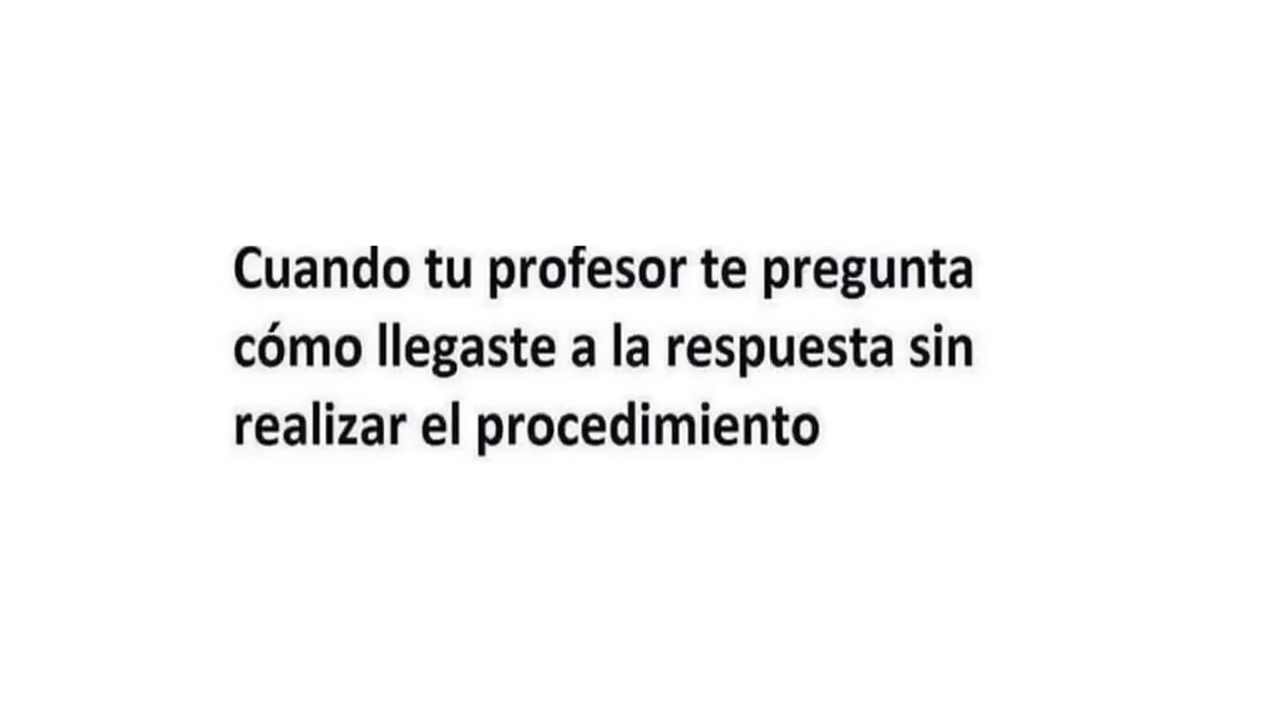 Cuando tu profesor te pregunta
cómo llegaste a la respuesta sin
realizar el procedimiento